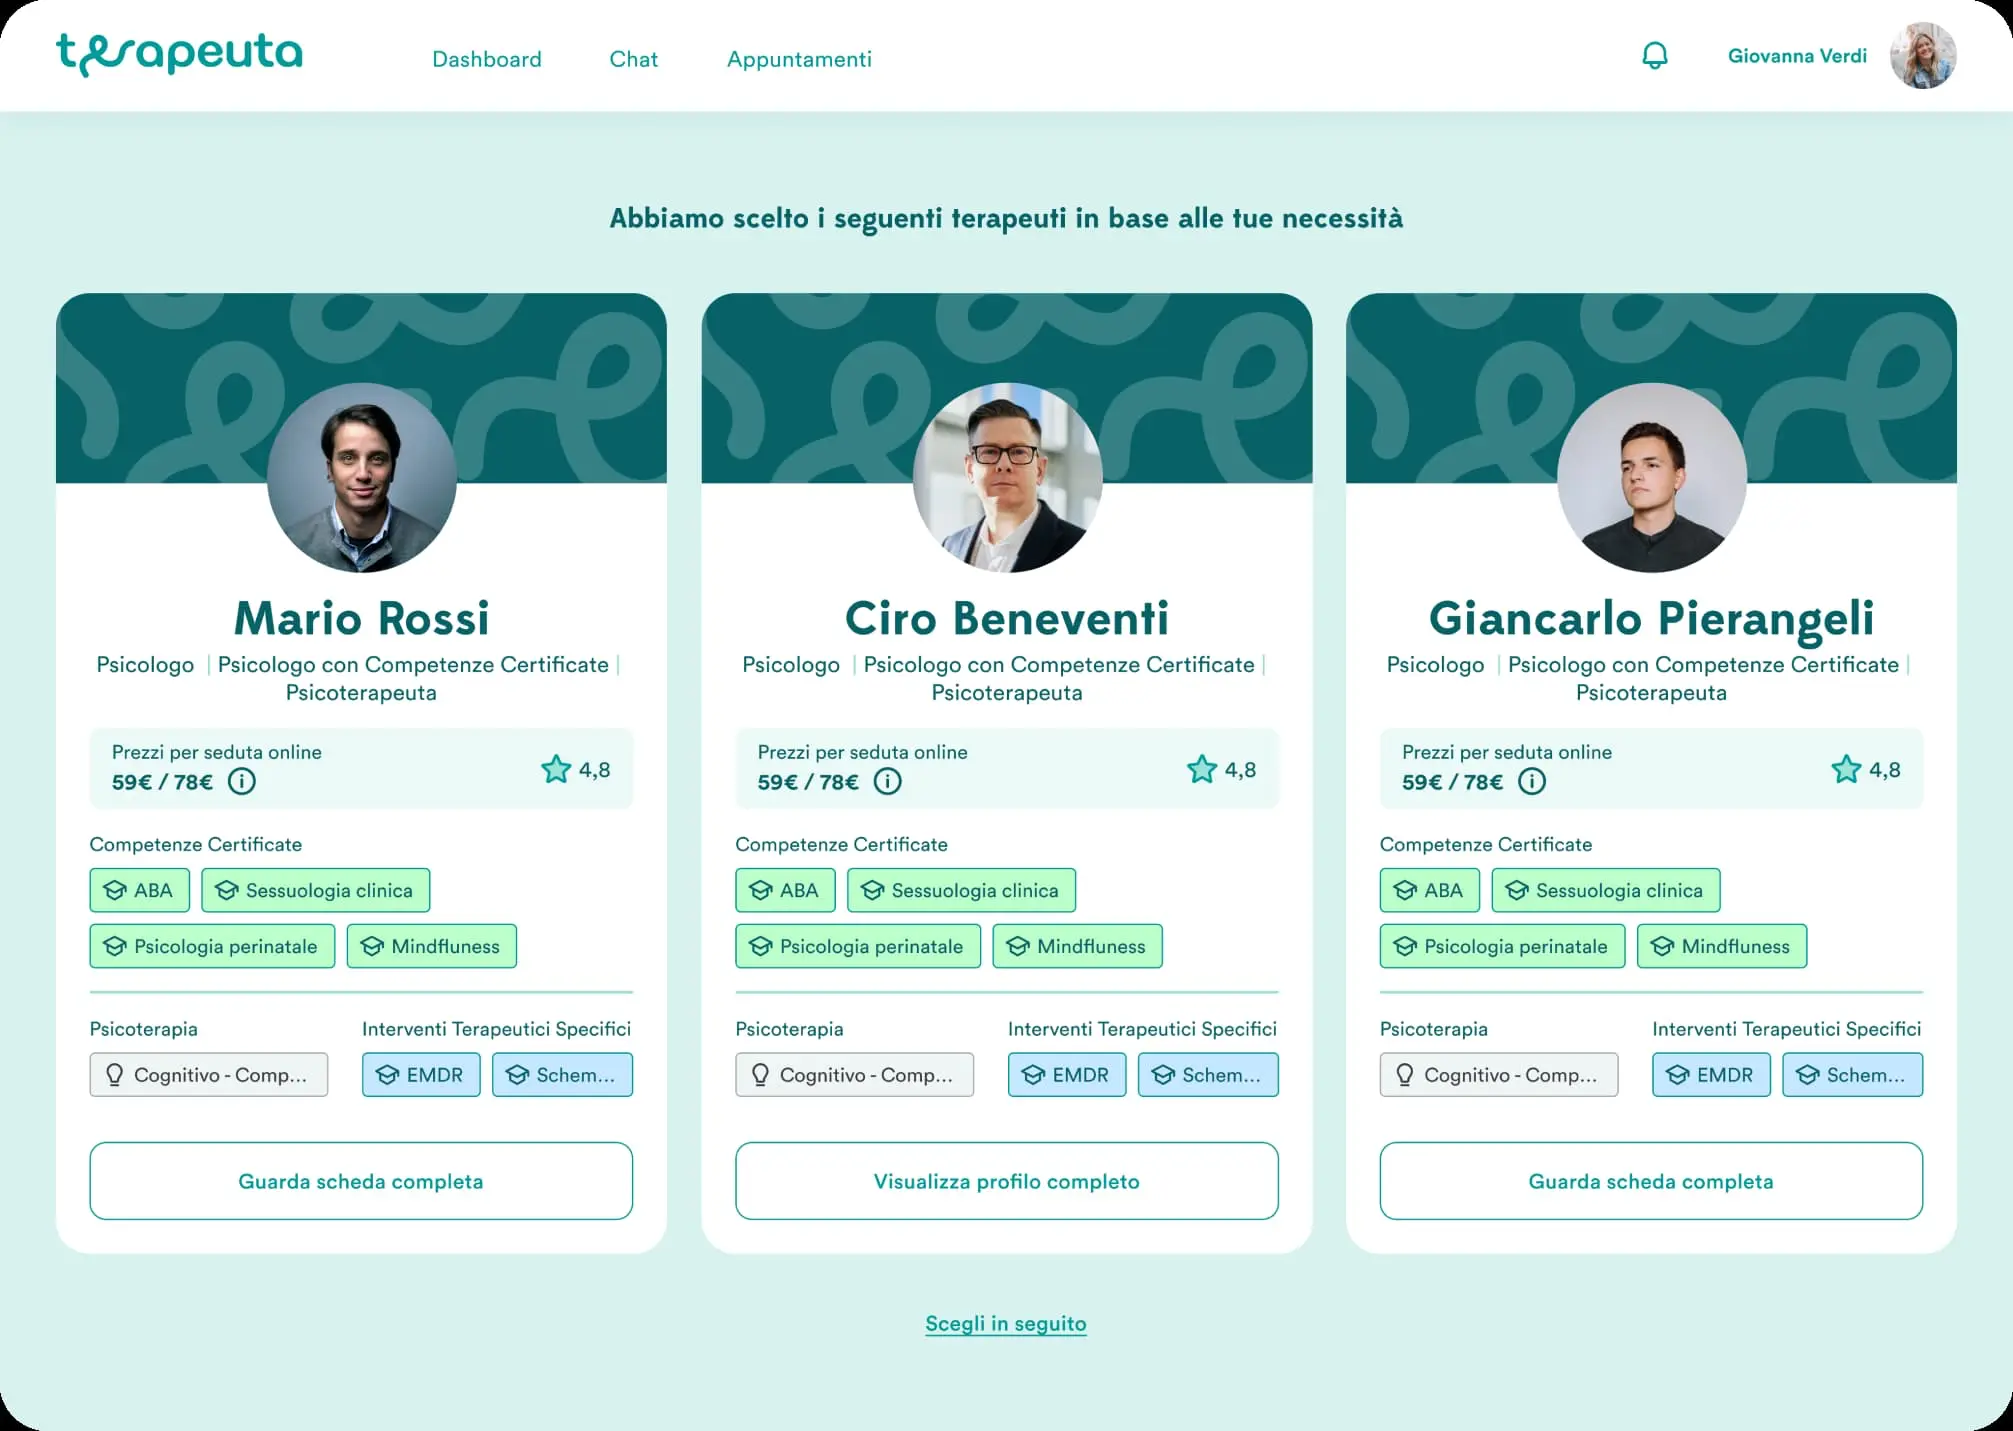 terapeuta
Dashboard
Chat
Appuntamenti
Giovanna Verdi
Abbiamo scelto i seguenti terapeuti in base alle tue necessità
Mario Rossi
Psicologo | Psicologo con Competenze Certificate |
Psicoterapeuta
Prezzi per seduta online
59€ / 78€
4,8
Competenze Certificate
ABA
Sessuologia clinica
Psicologia perinatale
Mindfluness
Psicoterapia
Cognitivo - Comp...
Interventi Terapeutici Specifici
EMDR
Schem...
Guarda scheda completa
Ciro Beneventi
Psicologo | Psicologo con Competenze Certificate |
Psicoterapeuta
Prezzi per seduta online
59€ / 78€
4,8
Competenze Certificate
ABA
Sessuologia clinica
Psicologia perinatale
Mindfluness
Psicoterapia
Cognitivo - Comp...
Interventi Terapeutici Specifici
EMDR
Schem...
Visualizza profilo completo
Giancarlo Pierangeli
Psicologo | Psicologo con Competenze Certificate |
Psicoterapeuta
Prezzi per seduta online
59€ / 78€
4,8
Competenze Certificate
ABA
Sessuologia clinica
Psicologia perinatale
Mindfluness
Psicoterapia
Cognitivo - Comp...
Interventi Terapeutici Specifici
EMDR
Schem...
Guarda scheda completa
Scegli in seguito